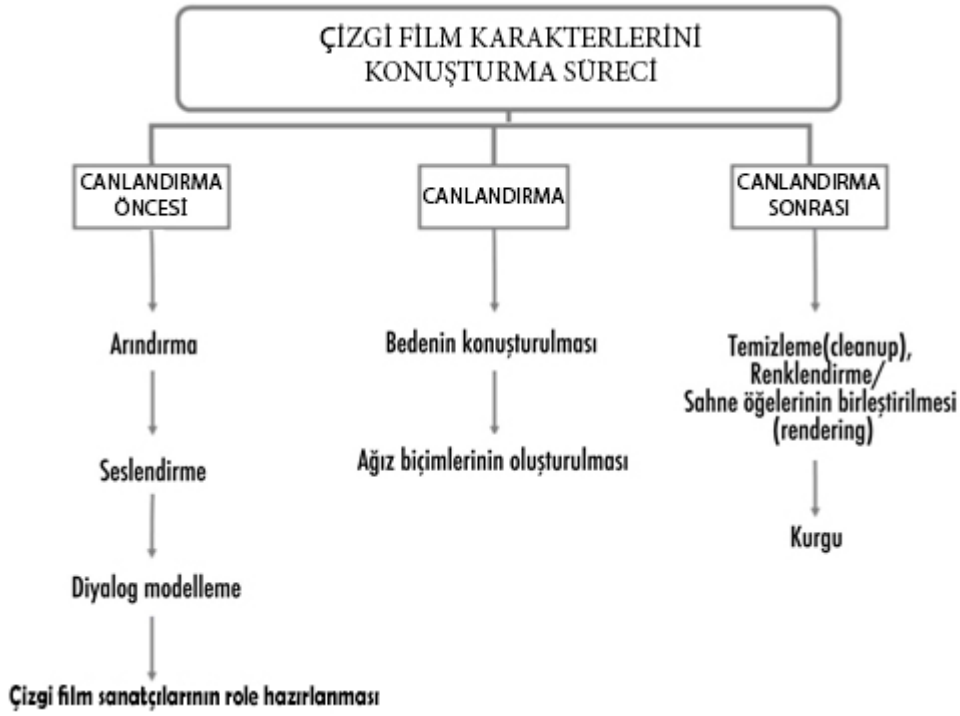 ÇİZGİ FİLM KARAKTERLERİNİ
KONUŞTURMA SÜRECİ
CANLANDIRMA
ÖNCESİ
Arındırma
Seslendirme
Diyalog modelleme
Çizgi film sanatçılarının role hazırlanması
CANLANDIRMA
Bedenin konuşturulması
Ağız biçimlerinin oluşturulması
CANLANDIRMA
SONRASI
Temizleme(cleanup),
Renklendirme/
Sahne öğelerinin birleştirilmesi
(rendering)
Kurgu